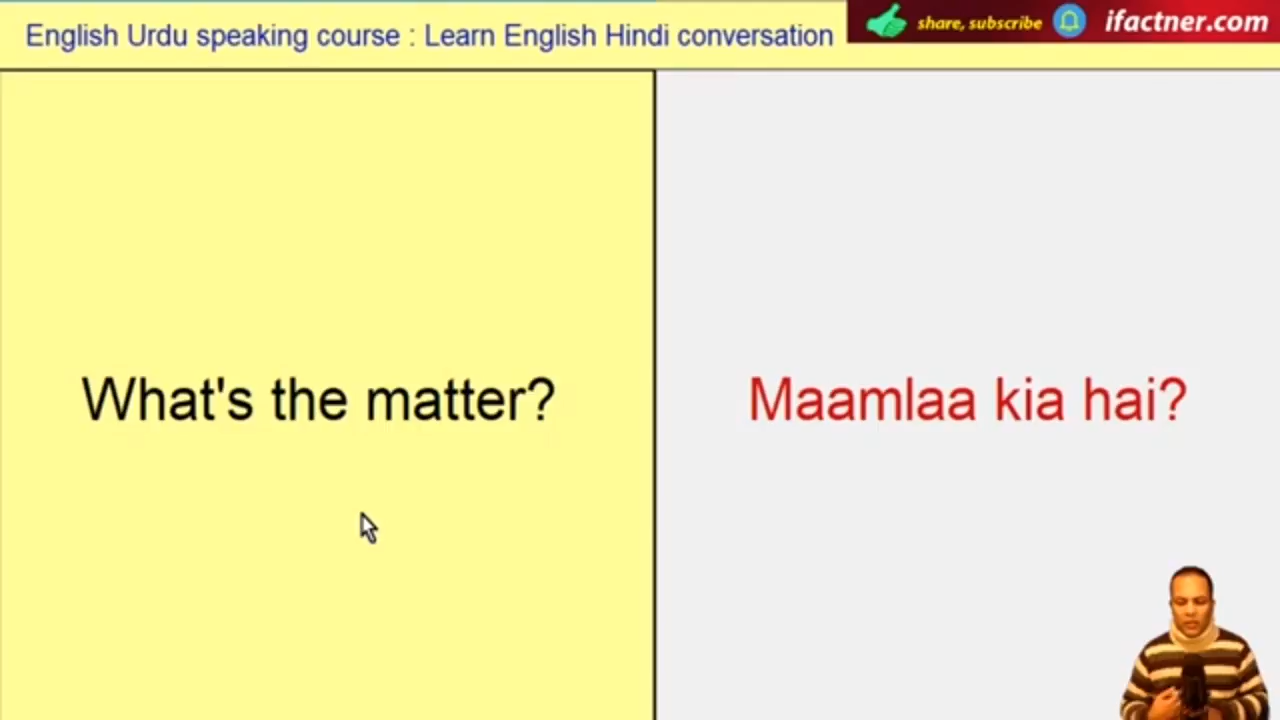 English Urdu speaking course : Learn English Hindi conversation
share, subscribe
ifactner.com
What's the matter?
Maamlaa kia hai?